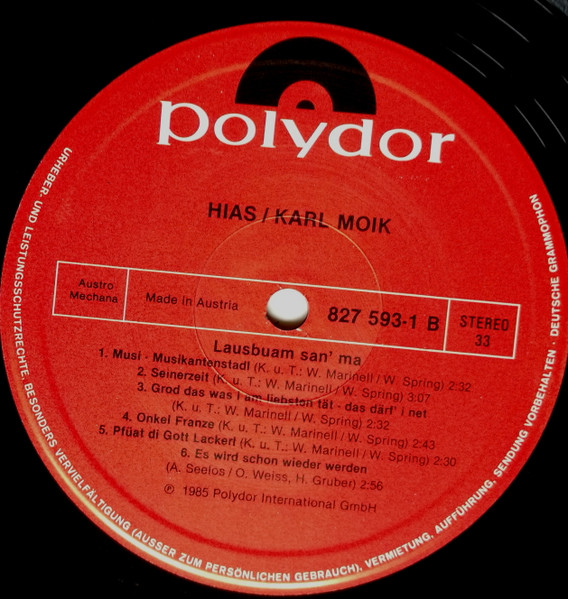 polydor
HIAS / KARL MOIK
Austro-
Mechana
Made in Austria
827 593-1 B
STEREO
33
Lausbuam san' ma
1. Musi - Musikantenstadl (K. u. T.: W. Marinell / W. Spring) 2:32
2. Seinerzeit (K. u. T.: W. Marinell / W. Spring) 3:07
3. Grod das was i am liebsten tät - das därf' i net
(K. u. T.: W. Marinell / W. Spring) 2:32
4. Onkel Franze (K. u. T.: W. Marinell / W. Spring) 2:43
5. Pfüat di Gott Lackerl (K. u. T.: W. Marinell / W. Spring) 2:30
6. Es wird schon wieder werden
(A. Seelos / O. Weiss, H. Gruber) 2:56
℗ 1985 Polydor International GmbH
URHEBER- UND LEISTUNGSSCHUTZRECHTE, BESONDERS VERVIELFÄLTIGUNG (AUSSER ZUM PERSÖNLICHEN GEBRAUCH), VERMIETUNG, AUFFÜHRUNG, SENDUNG VORBEHALTEN · DEUTSCHE GRAMMOPHON